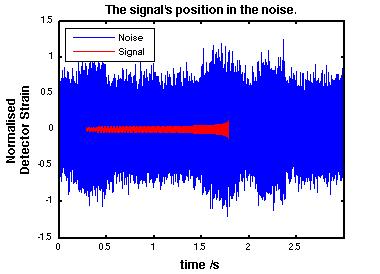 The signal's position in the noise.
1.5
Noise
Signal
1
0.5
0
-0.5
-1
-1.5
Normalised
Detector Strain
0 0.5 1 1.5 2 2.5
time /s